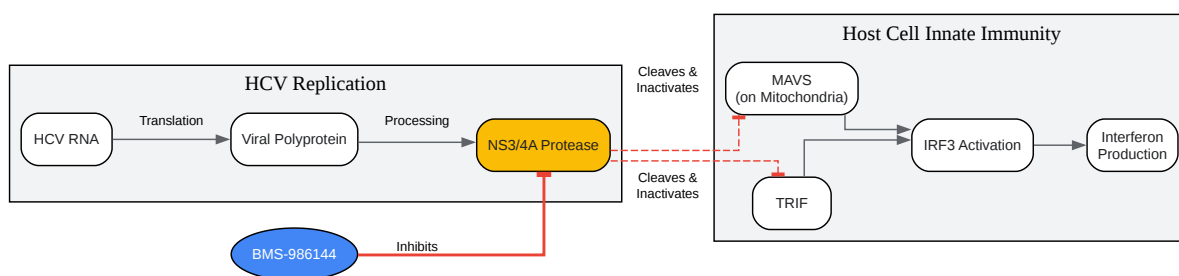 Host Cell Innate Immunity
HCV Replication
Cleaves &
Inactivates
MAVS
(on Mitochondria)
HCV RNA
Translation
Viral Polyprotein
Processing
NS3/4A Protease
IRF3 Activation
Interferon
Production
Cleaves &
Inactivates
TRIF
BMS-986144
Inhibits